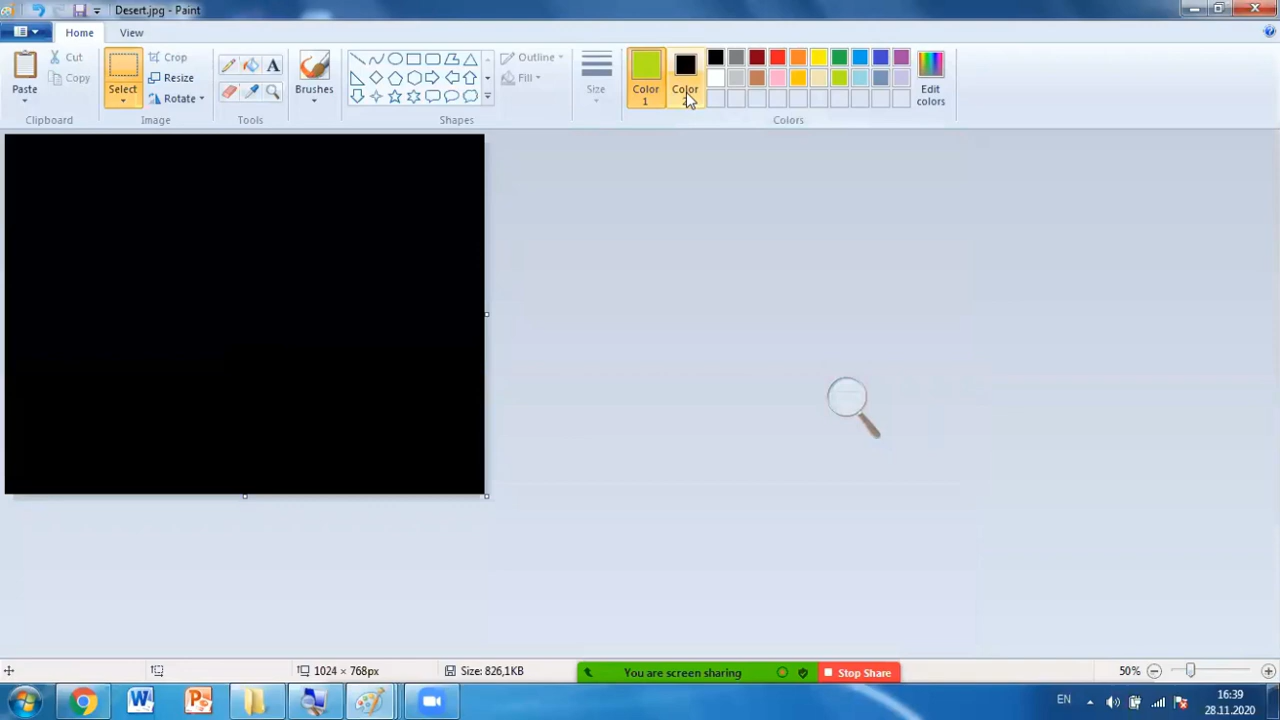 Desert.jpg - Paint
Home View
Paste
Cut
Copy
Clipboard
Select
Crop
Resize
Rotate
Image
A
Tools
Brushes
Shapes
Outline
Fill
Size
Color 1
Color
Edit colors
Colors
1024 × 768px
Size: 826,1KB
You are screen sharing
Stop Share
50%
W
P
EN
16:39
28.11.2020